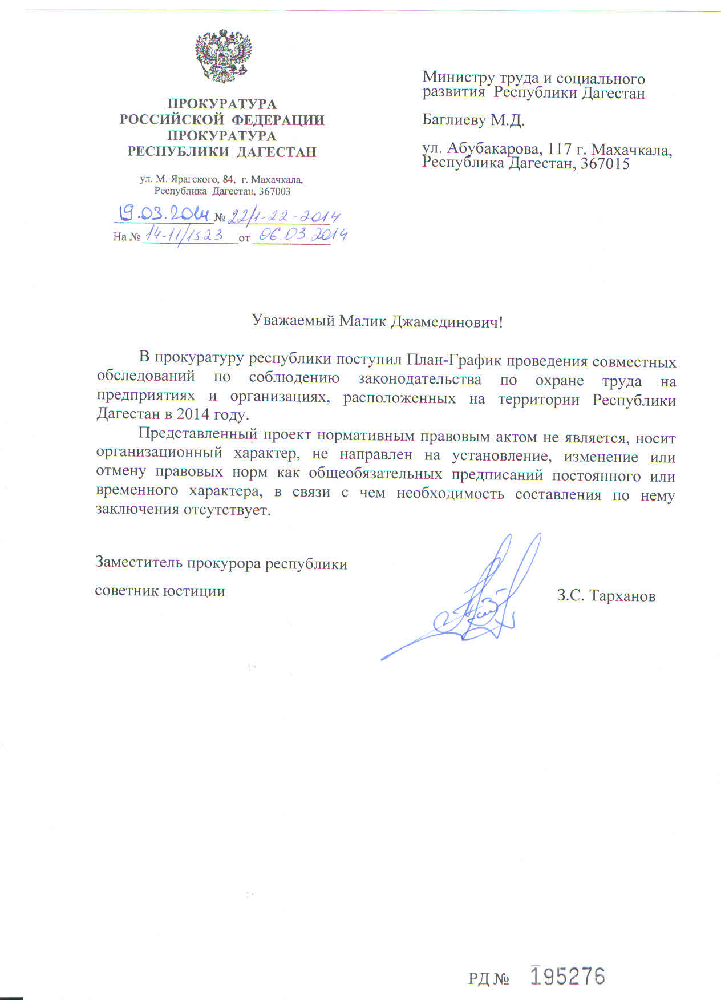 ПРОКУРАТУРА
РОССИЙСКОЙ ФЕДЕРАЦИИ
ПРОКУРАТУРА
РЕСПУБЛИКИ ДАГЕСТАН
ул. М. Ярагского, 84, г. Махачкала,
Республика Дагестан, 367003
19.03.2014 № 22/1-22-2014
На № 14-11/1523 от 06.03.2014
Министру труда и социального
развития Республики Дагестан
Баглиеву М.Д.
ул. Абубакарова, 117 г. Махачкала,
Республика Дагестан, 367015
Уважаемый Малик Джамединович!
В прокуратуру республики поступил План-График проведения совместных
обследований по соблюдению законодательства по охране труда на
предприятиях и организациях, расположенных на территории Республики
Дагестан в 2014 году.
Представленный проект нормативным правовым актом не является, носит
организационный характер, не направлен на установление, изменение или
отмену правовых норм как общеобязательных предписаний постоянного или
временного характера, в связи с чем необходимость составления по нему
заключения отсутствует.
Заместитель прокурора республики
советник юстиции
З.С. Тарханов
РД № 195276